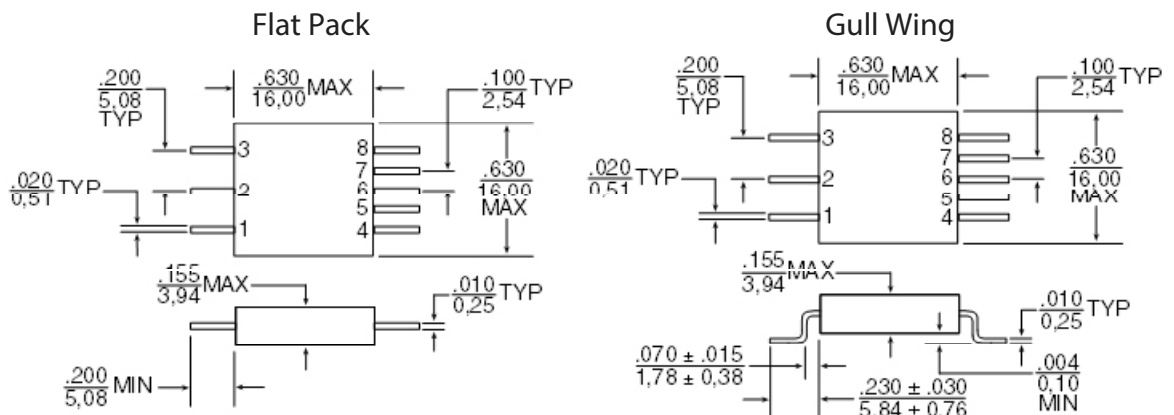 Flat Pack
.200
5,08
TYP
.630
16,00
MAX
.100
2,54
TYP
3
2
1
8
7
6
5
4
.020
0,51
TYP
.630
16,00
MAX
.155
3,94
MAX
.010
0,25
TYP
.200
5,08
MIN
Gull Wing
.200
5,08
TYP
.630
16,00
MAX
.100
2,54
TYP
3
2
1
8
7
6
5
4
.020
0,51
TYP
.630
16,00
MAX
.155
3,94
MAX
.010
0,25
TYP
.070 ± .015
1,78 ± 0,38
.230 ± .030
5,84 ± 0,76
.004
0,10
MIN